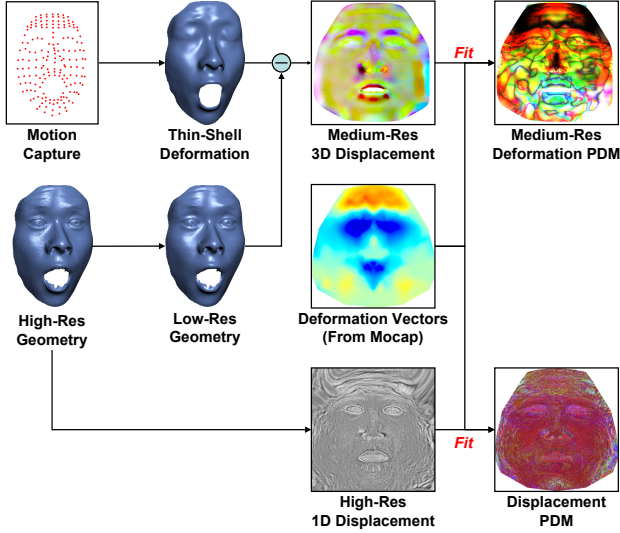 Fit
Motion
Capture
Thin-Shell
Deformation
Medium-Res
3D Displacement
Medium-Res
Deformation PDM
High-Res
Geometry
Low-Res
Geometry
Deformation Vectors
(From Mocap)
Fit
High-Res
1D Displacement
Displacement
PDM